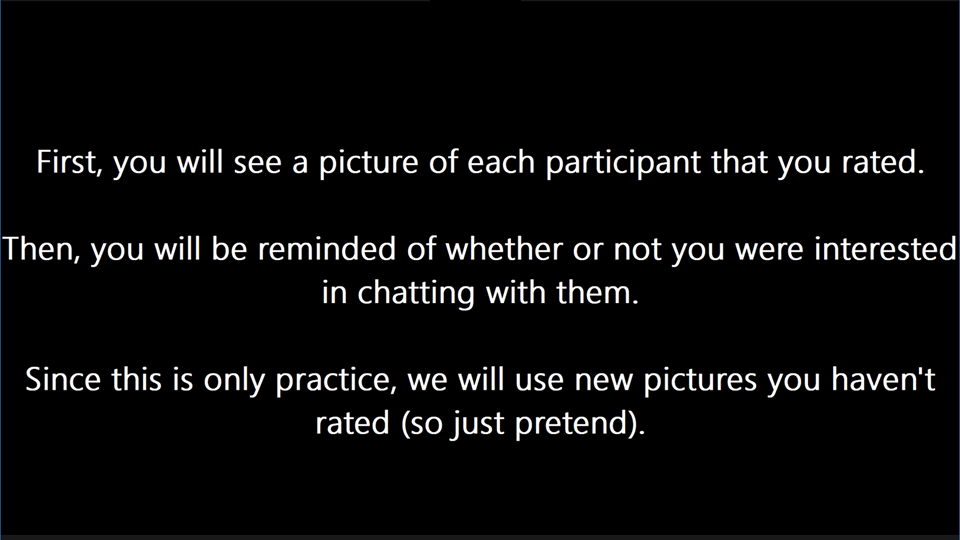 First, you will see a picture of each participant that you rated.
Then, you will be reminded of whether or not you were interested
in chatting with them.
Since this is only practice, we will use new pictures you haven't
rated (so just pretend).